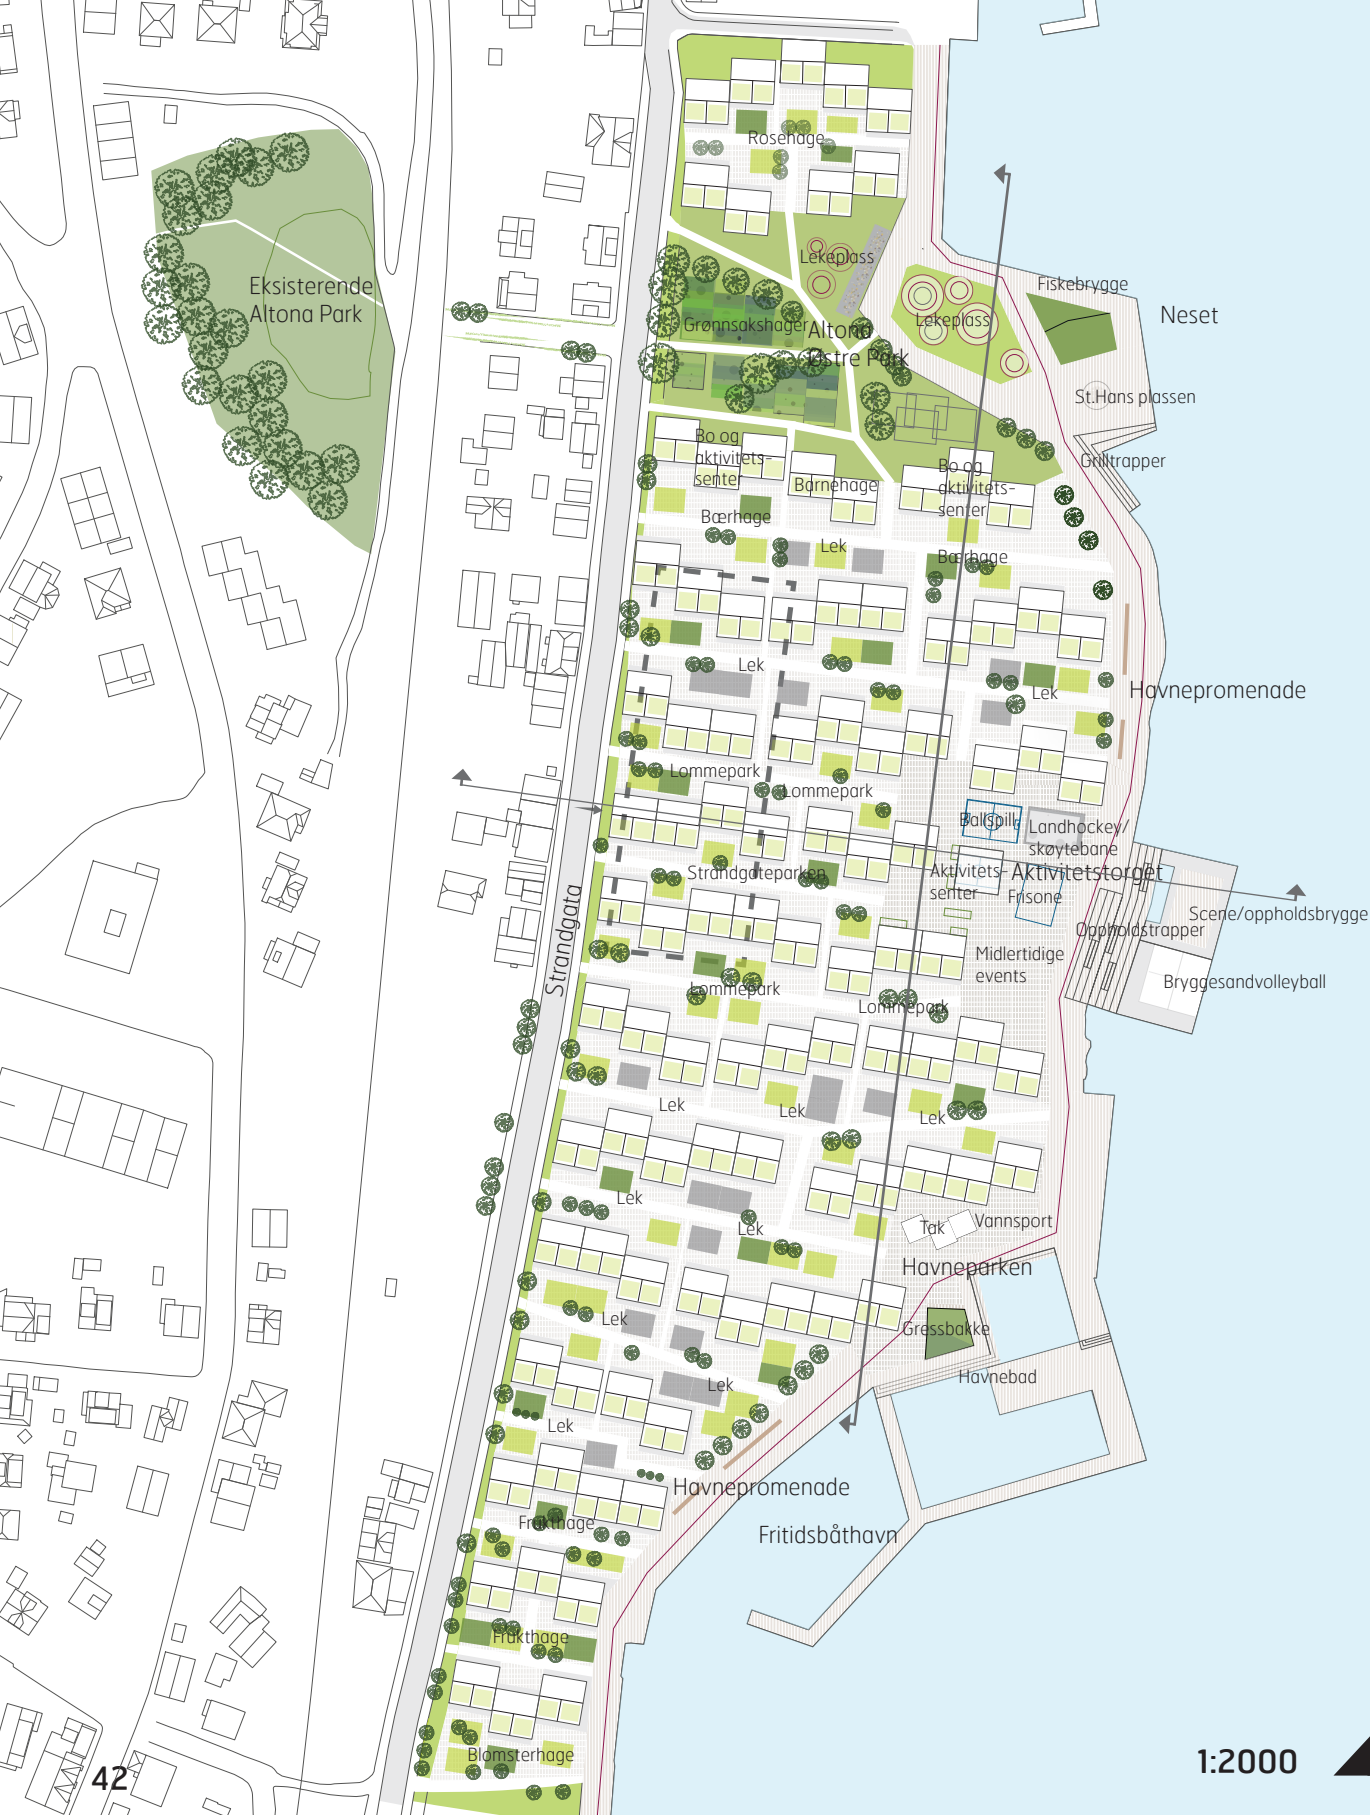 Rosehage
Lekeplass
Eksisterende
Altona Park
Fiskebrygge
Neset
Lekeplass
Grønnsakshager
Altona
Østre Park
St.Hans plassen
Bo og
aktivitets-
senter
Grilltrapper
Bo og
aktivitets-
senter
Barnehage
Bærhage
Lek
Bærhage
Lek
Lek
Havnepromenade
Lommepark
Lommepark
Ballspill
Landhockey/
skøytebane
Strandgateparken
Aktivitets-
senter
Aktivitetstorget
Frisone
Scene/oppholdsbrygge
Oppholdstrapper
Strandgata
Midlertidige
events
Bryggesandvolleyball
Lommepark
Lommepark
Lek
Lek
Lek
Lek
Lek
Tak
Vannsport
Havneparken
Lek
Gressbakke
Havnebad
Lek
Lek
Havnepromenade
Frukthage
Fritidsbåthavn
Frukthage
Blomsterhage
42
1:2000